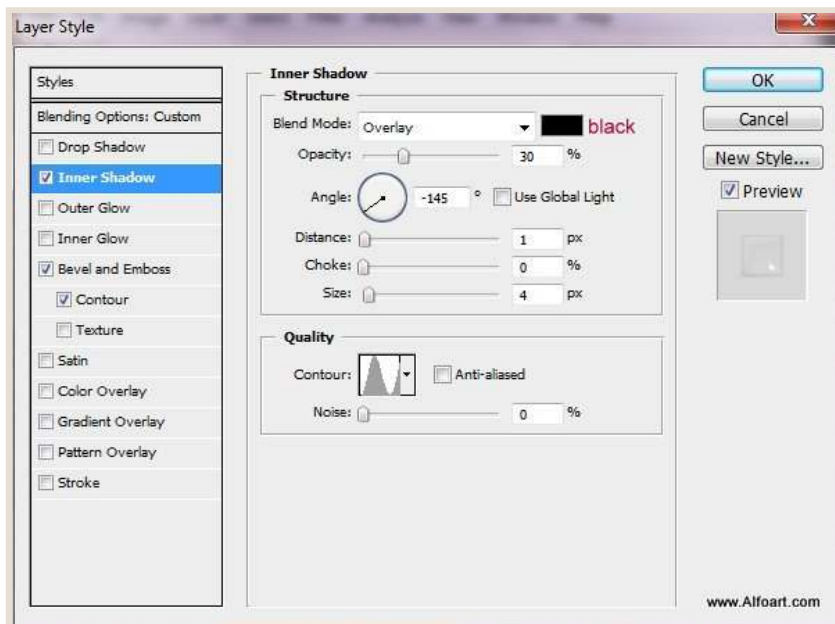 Layer Style
Styles
Blending Options: Custom
Drop Shadow
Inner Shadow
Outer Glow
Inner Glow
Bevel and Emboss
Contour
Texture
Satin
Color Overlay
Gradient Overlay
Pattern Overlay
Stroke
Inner Shadow
Structure
Blend Mode: Overlay black
Opacity: 30 %
Angle: -145 ° Use Global Light
Distance: 1 px
Choke: 0 %
Size: 4 px
Quality
Contour: Anti-aliased
Noise: 0 %
OK
Cancel
New Style...
Preview
www.Alfoart.com